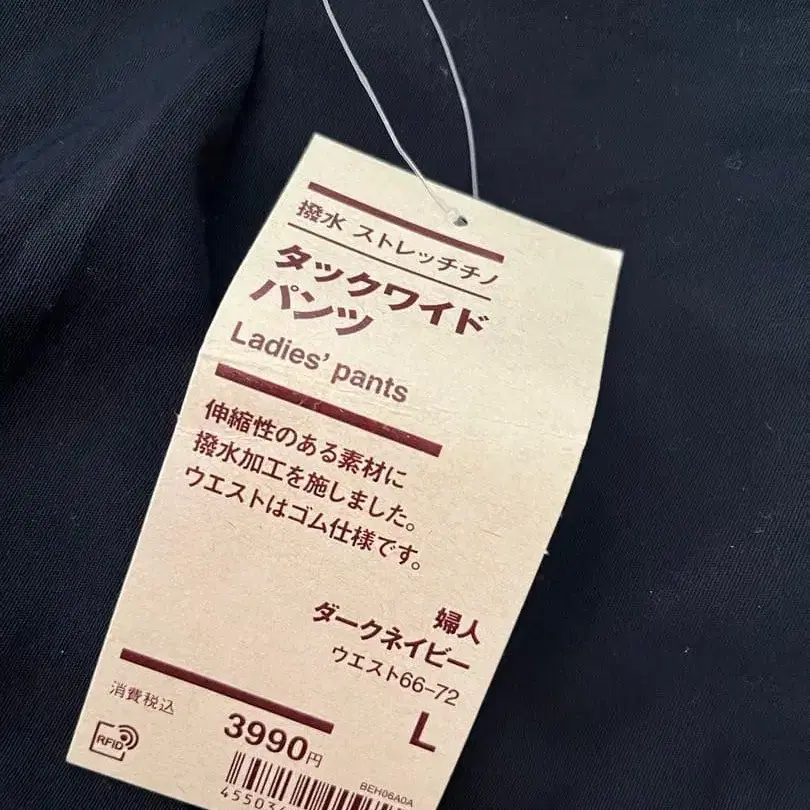 撥水 ストレッチチノ
タックワイド
パンツ
Ladies' pants
伸縮性のある素材に
撥水加工を施しました。
ウエストはゴム仕様です。
婦人
ダークネイビー
ウエスト66-72
L
消費税込
3990円
RFID
BEH06A0A
455034